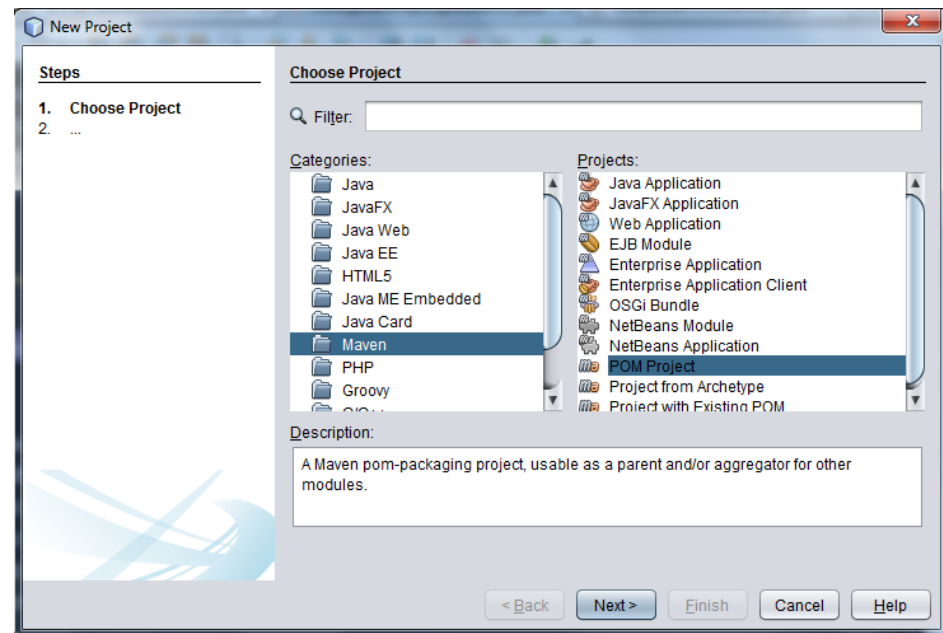 New Project
Steps
1. Choose Project
2. ...
Choose Project
Filter:
Categories:
Java
JavaFX
Java Web
Java EE
HTML5
Java ME Embedded
Java Card
Maven
PHP
Groovy
Projects:
Java Application
JavaFX Application
Web Application
EJB Module
Enterprise Application
Enterprise Application Client
OSGi Bundle
NetBeans Module
NetBeans Application
POM Project
Project from Archetype
Project with Existing POM
Description:
A Maven pom-packaging project, usable as a parent and/or aggregator for other
modules.
< Back
Next >
Finish
Cancel
Help